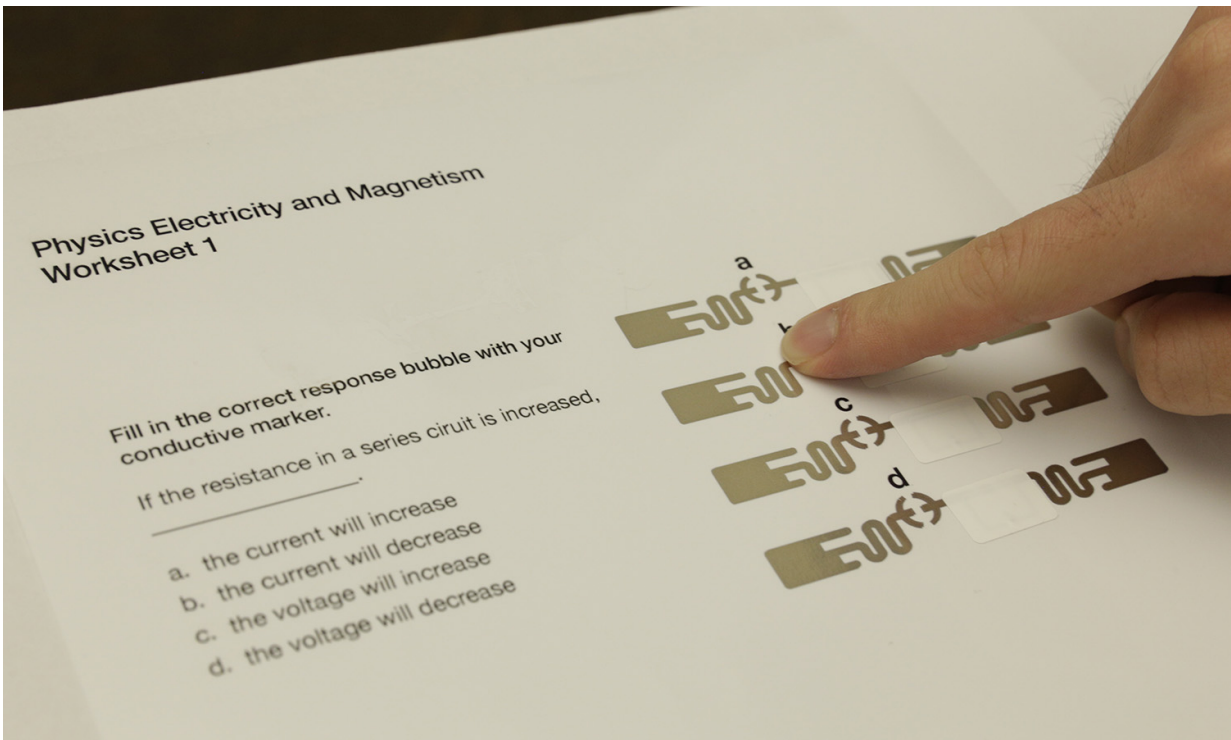 Physics Electricity and Magnetism
Worksheet 1
Fill in the correct response bubble with your
conductive marker.
If the resistance in a series ciruit is increased,
____________________.
a. the current will increase
b. the current will decrease
c. the voltage will increase
d. the voltage will decrease
a
c
d